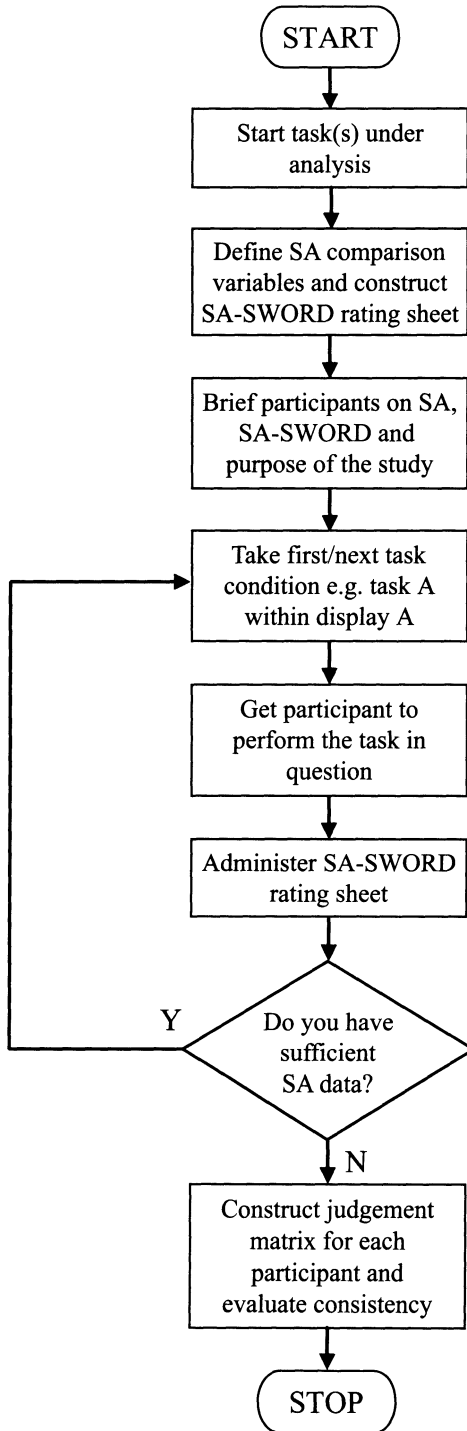 START
Start task(s) under
analysis
Define SA comparison
variables and construct
SA-SWORD rating sheet
Brief participants on SA,
SA-SWORD and
purpose of the study
Take first/next task
condition e.g. task A
within display A
Get participant to
perform the task in
question
Administer SA-SWORD
rating sheet
Y
Do you have
sufficient
SA data?
N
Construct judgement
matrix for each
participant and
evaluate consistency
STOP